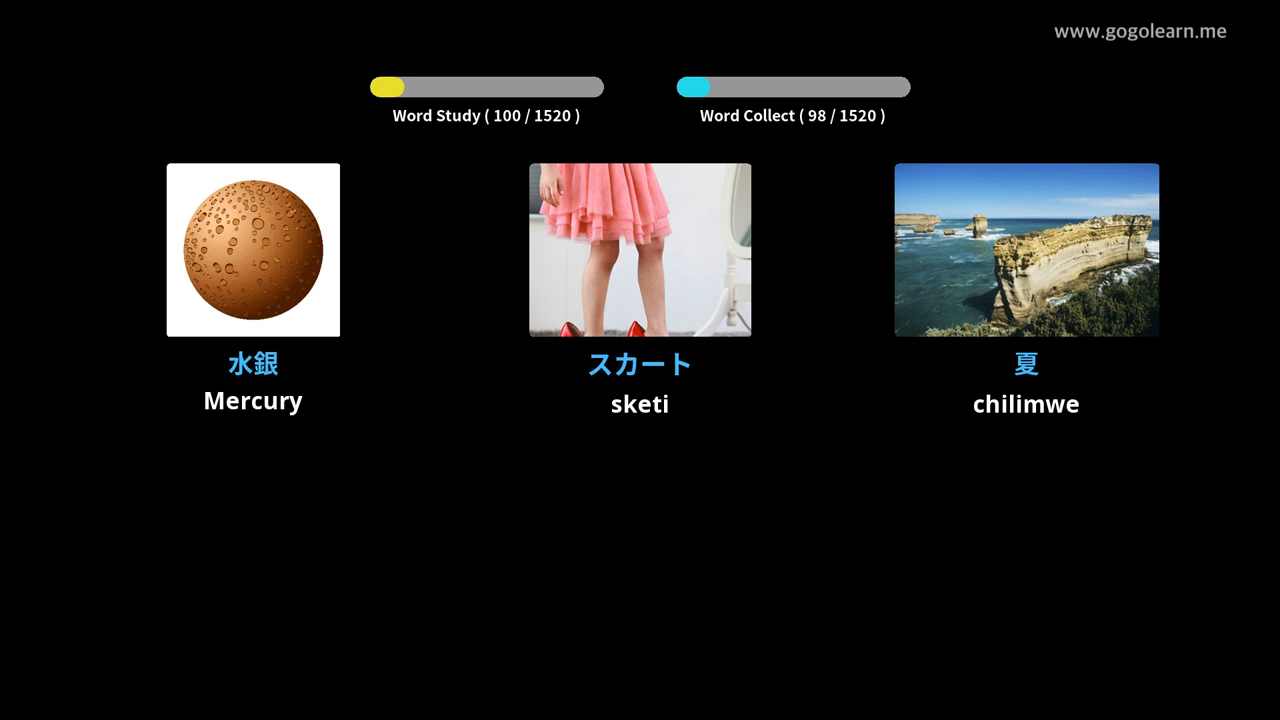 www.gogolearn.me
Word Study ( 100 / 1520 )
Word Collect ( 98 / 1520 )
水銀
Mercury
スカート
sketi
夏
chilimwe